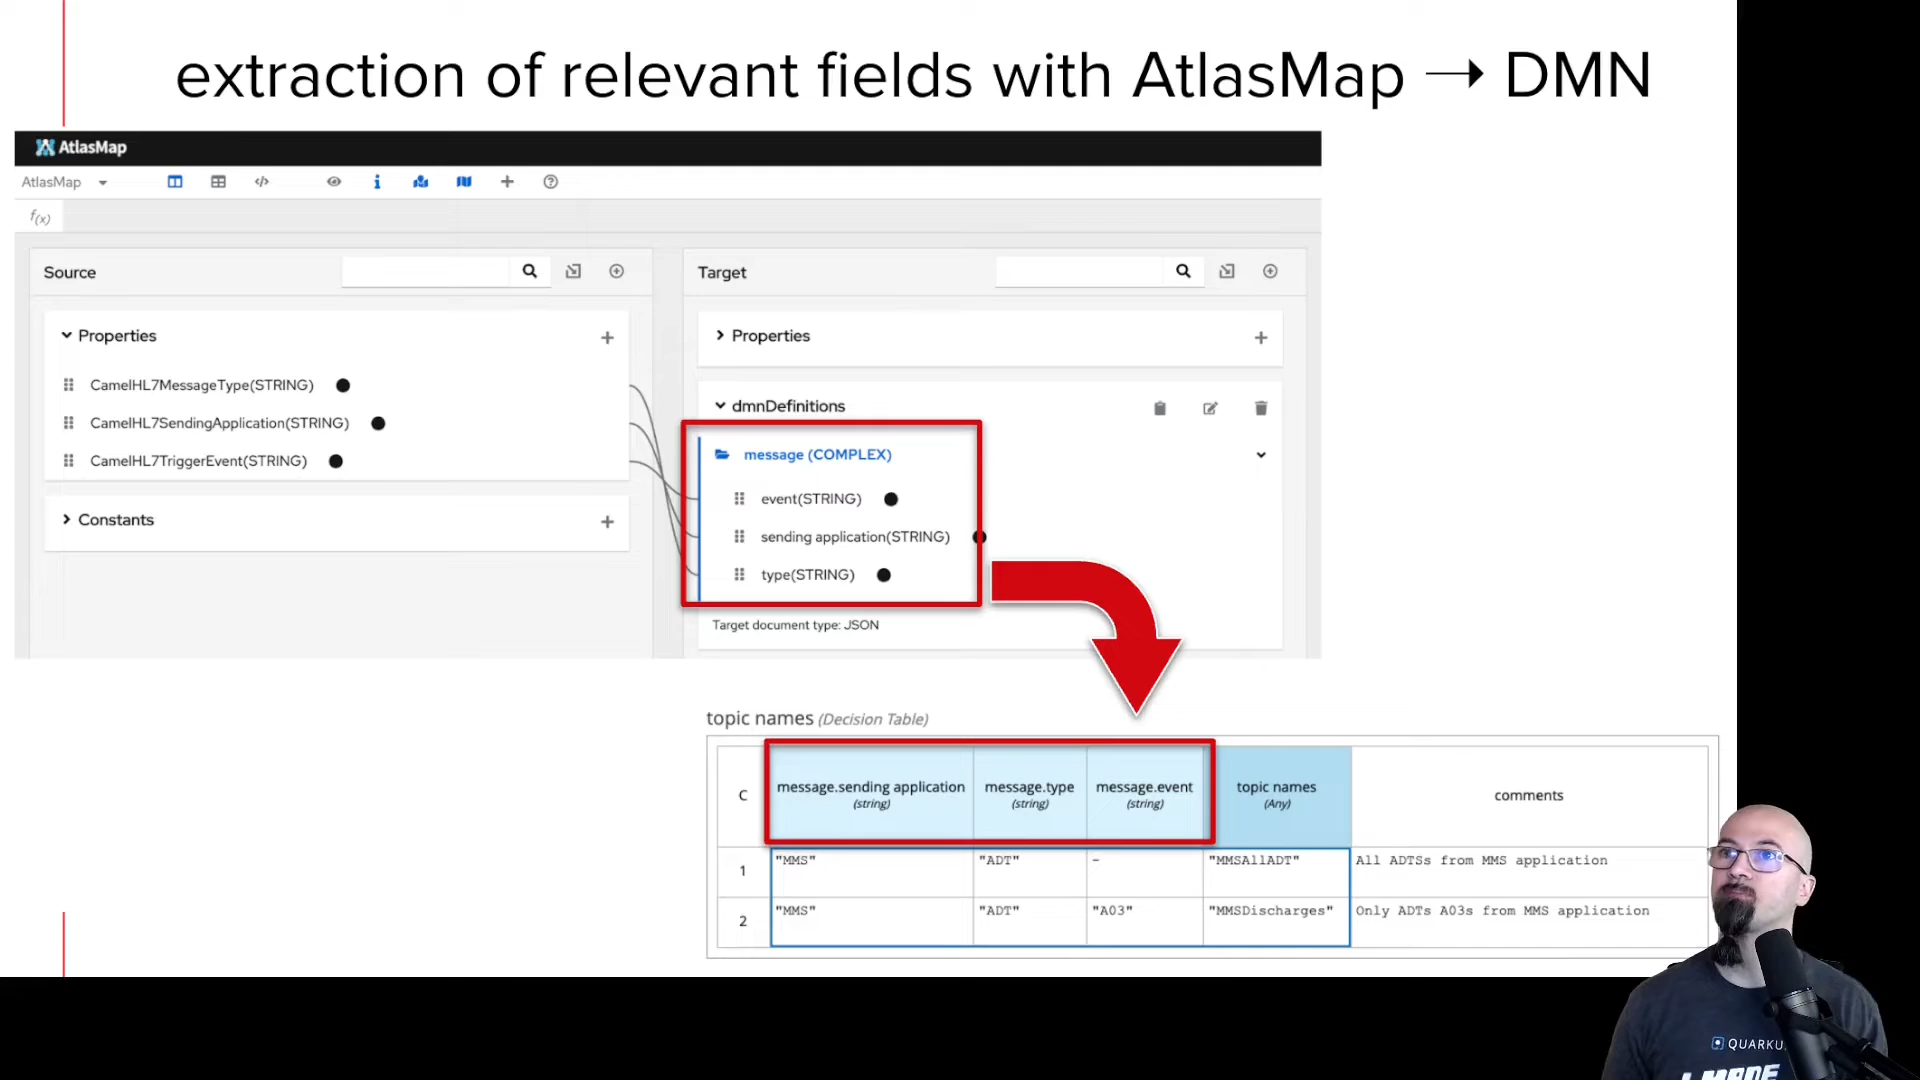 extraction of relevant fields with AtlasMap → DMN
AtlasMap
AtlasMap
f(x)
Source
Target
Properties
CamelHL7MessageType(STRING)
CamelHL7SendingApplication(STRING)
CamelHL7TriggerEvent(STRING)
Constants
Properties
dmnDefinitions
message (COMPLEX)
event(STRING)
sending application(STRING)
type(STRING)
Target document type: JSON
topic names (Decision Table)
C message.sending application (string) message.type (string) message.event (string) topic names (Any) comments
1 "MMS" "ADT" - "MMSAllADT" All ADTSs from MMS application
2 "MMS" "ADT" "A03" "MMSDischarges" Only ADTs A03s from MMS application